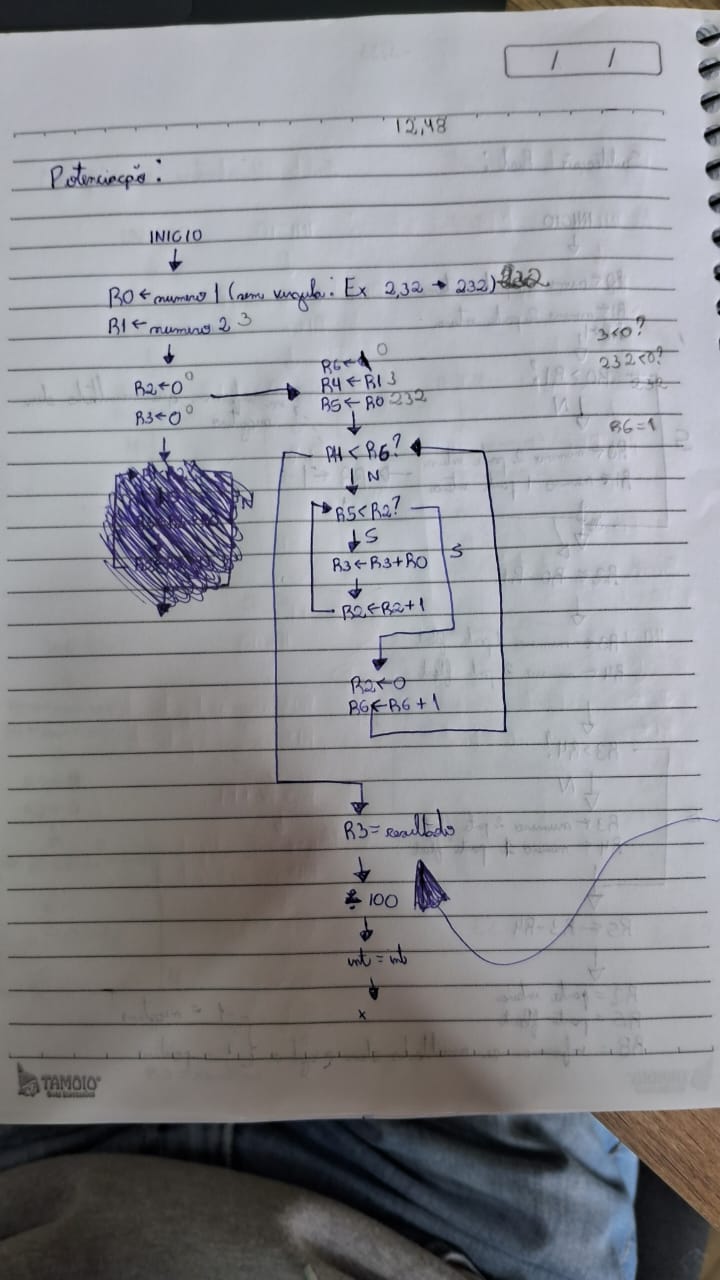 / /
12,48
Potenciação:
INICIO
R0 ← numero 1 (sem virgula: Ex 2,32 → 232) 232
R1 ← numero 2 3
3<0?
232<0?
R6=1
R2←0 0
R3←0 0
R6← 0
R4←R1 3
R5←R0 232
R4<R6?
N
R5<R2?
S
S
R3←R3+R0
R2←R2+1
R2←0
R6←R6+1
R3=resultado
÷ 100
int = int
x
TAMOIO